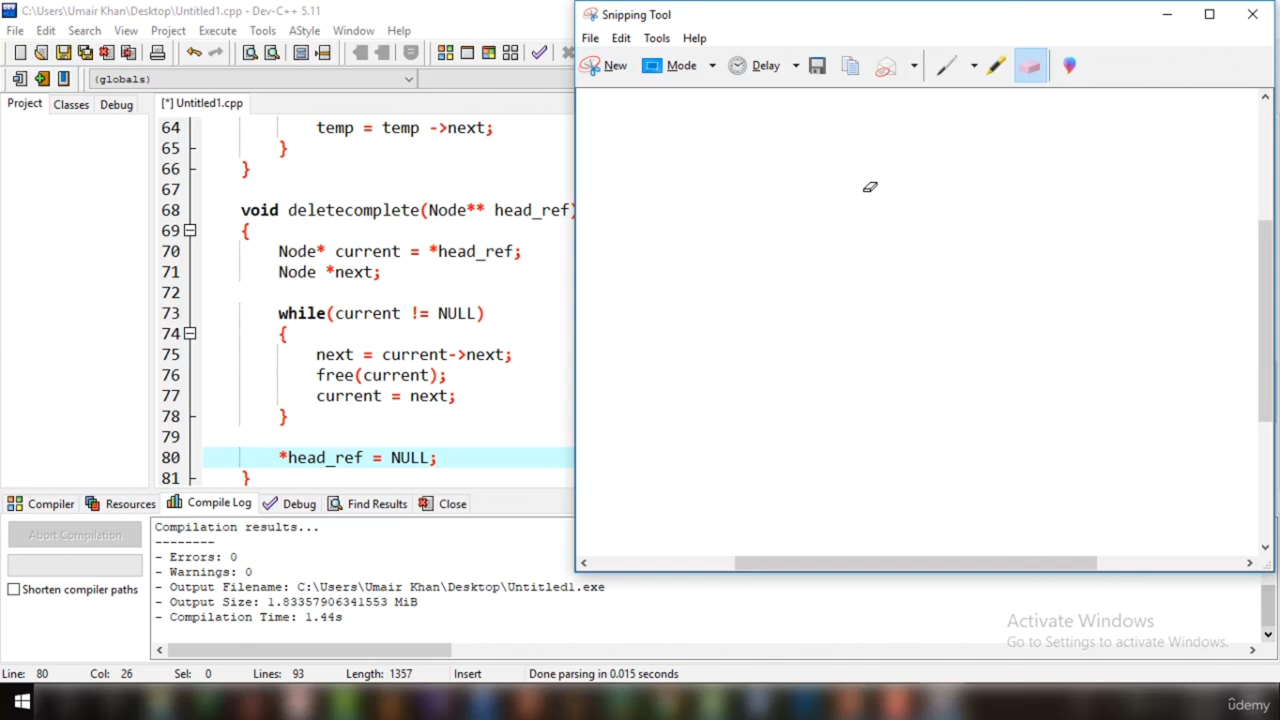 C:\Users\Umair Khan\Desktop\Untitled1.cpp - Dev-C++ 5.11
File Edit Search View Project Execute Tools AStyle Window Help
(globals)
Project Classes Debug
[*] Untitled1.cpp
64 temp = temp ->next;
65 }
66 }
67
68 void deletecomplete(Node** head_ref)
69 {
70 Node* current = *head_ref;
71 Node *next;
72
73 while(current != NULL)
74 {
75 next = current->next;
76 free(current);
77 current = next;
78 }
79
80 *head_ref = NULL;
81 }
Snipping Tool
File Edit Tools Help
New Mode Delay
Compiler Resources Compile Log Debug Find Results Close
Abort Compilation
Shorten compiler paths
Compilation results...
--------
- Errors: 0
- Warnings: 0
- Output Filename: C:\Users\Umair Khan\Desktop\Untitled1.exe
- Output Size: 1.83357906341553 MiB
- Compilation Time: 1.44s
Activate Windows
Go to Settings to activate Windows.
Line: 80 Col: 26 Sel: 0 Lines: 93 Length: 1357 Insert Done parsing in 0.015 seconds
ûdemy